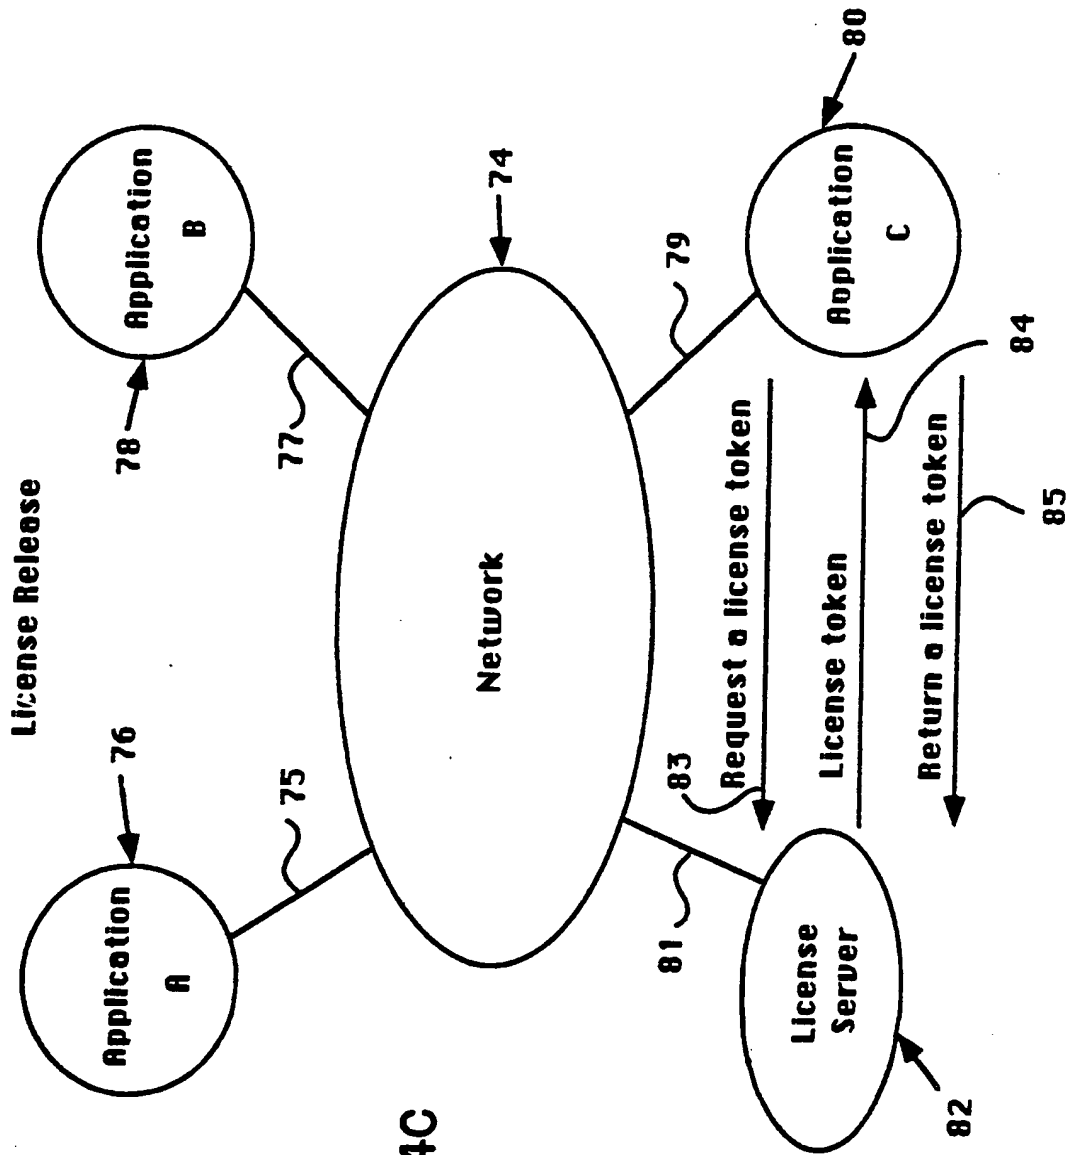 License Release
Application
A
76
75
Application
B
78
77
Network
74
81
79
License
Server
82
Application
C
80
83
Request a license token
License token
84
Return a license token
85
4C